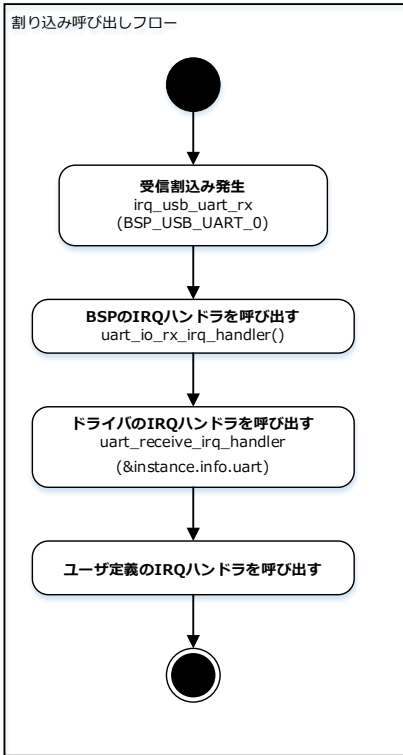 割り込み呼び出しフロー
受信割込み発生
irq_usb_uart_rx
(BSP_USB_UART_0)
BSPのIRQハンドラを呼び出す
uart_io_rx_irq_handler()
ドライバのIRQハンドラを呼び出す
uart_receive_irq_handler
(&instance.info.uart)
ユーザ定義のIRQハンドラを呼び出す